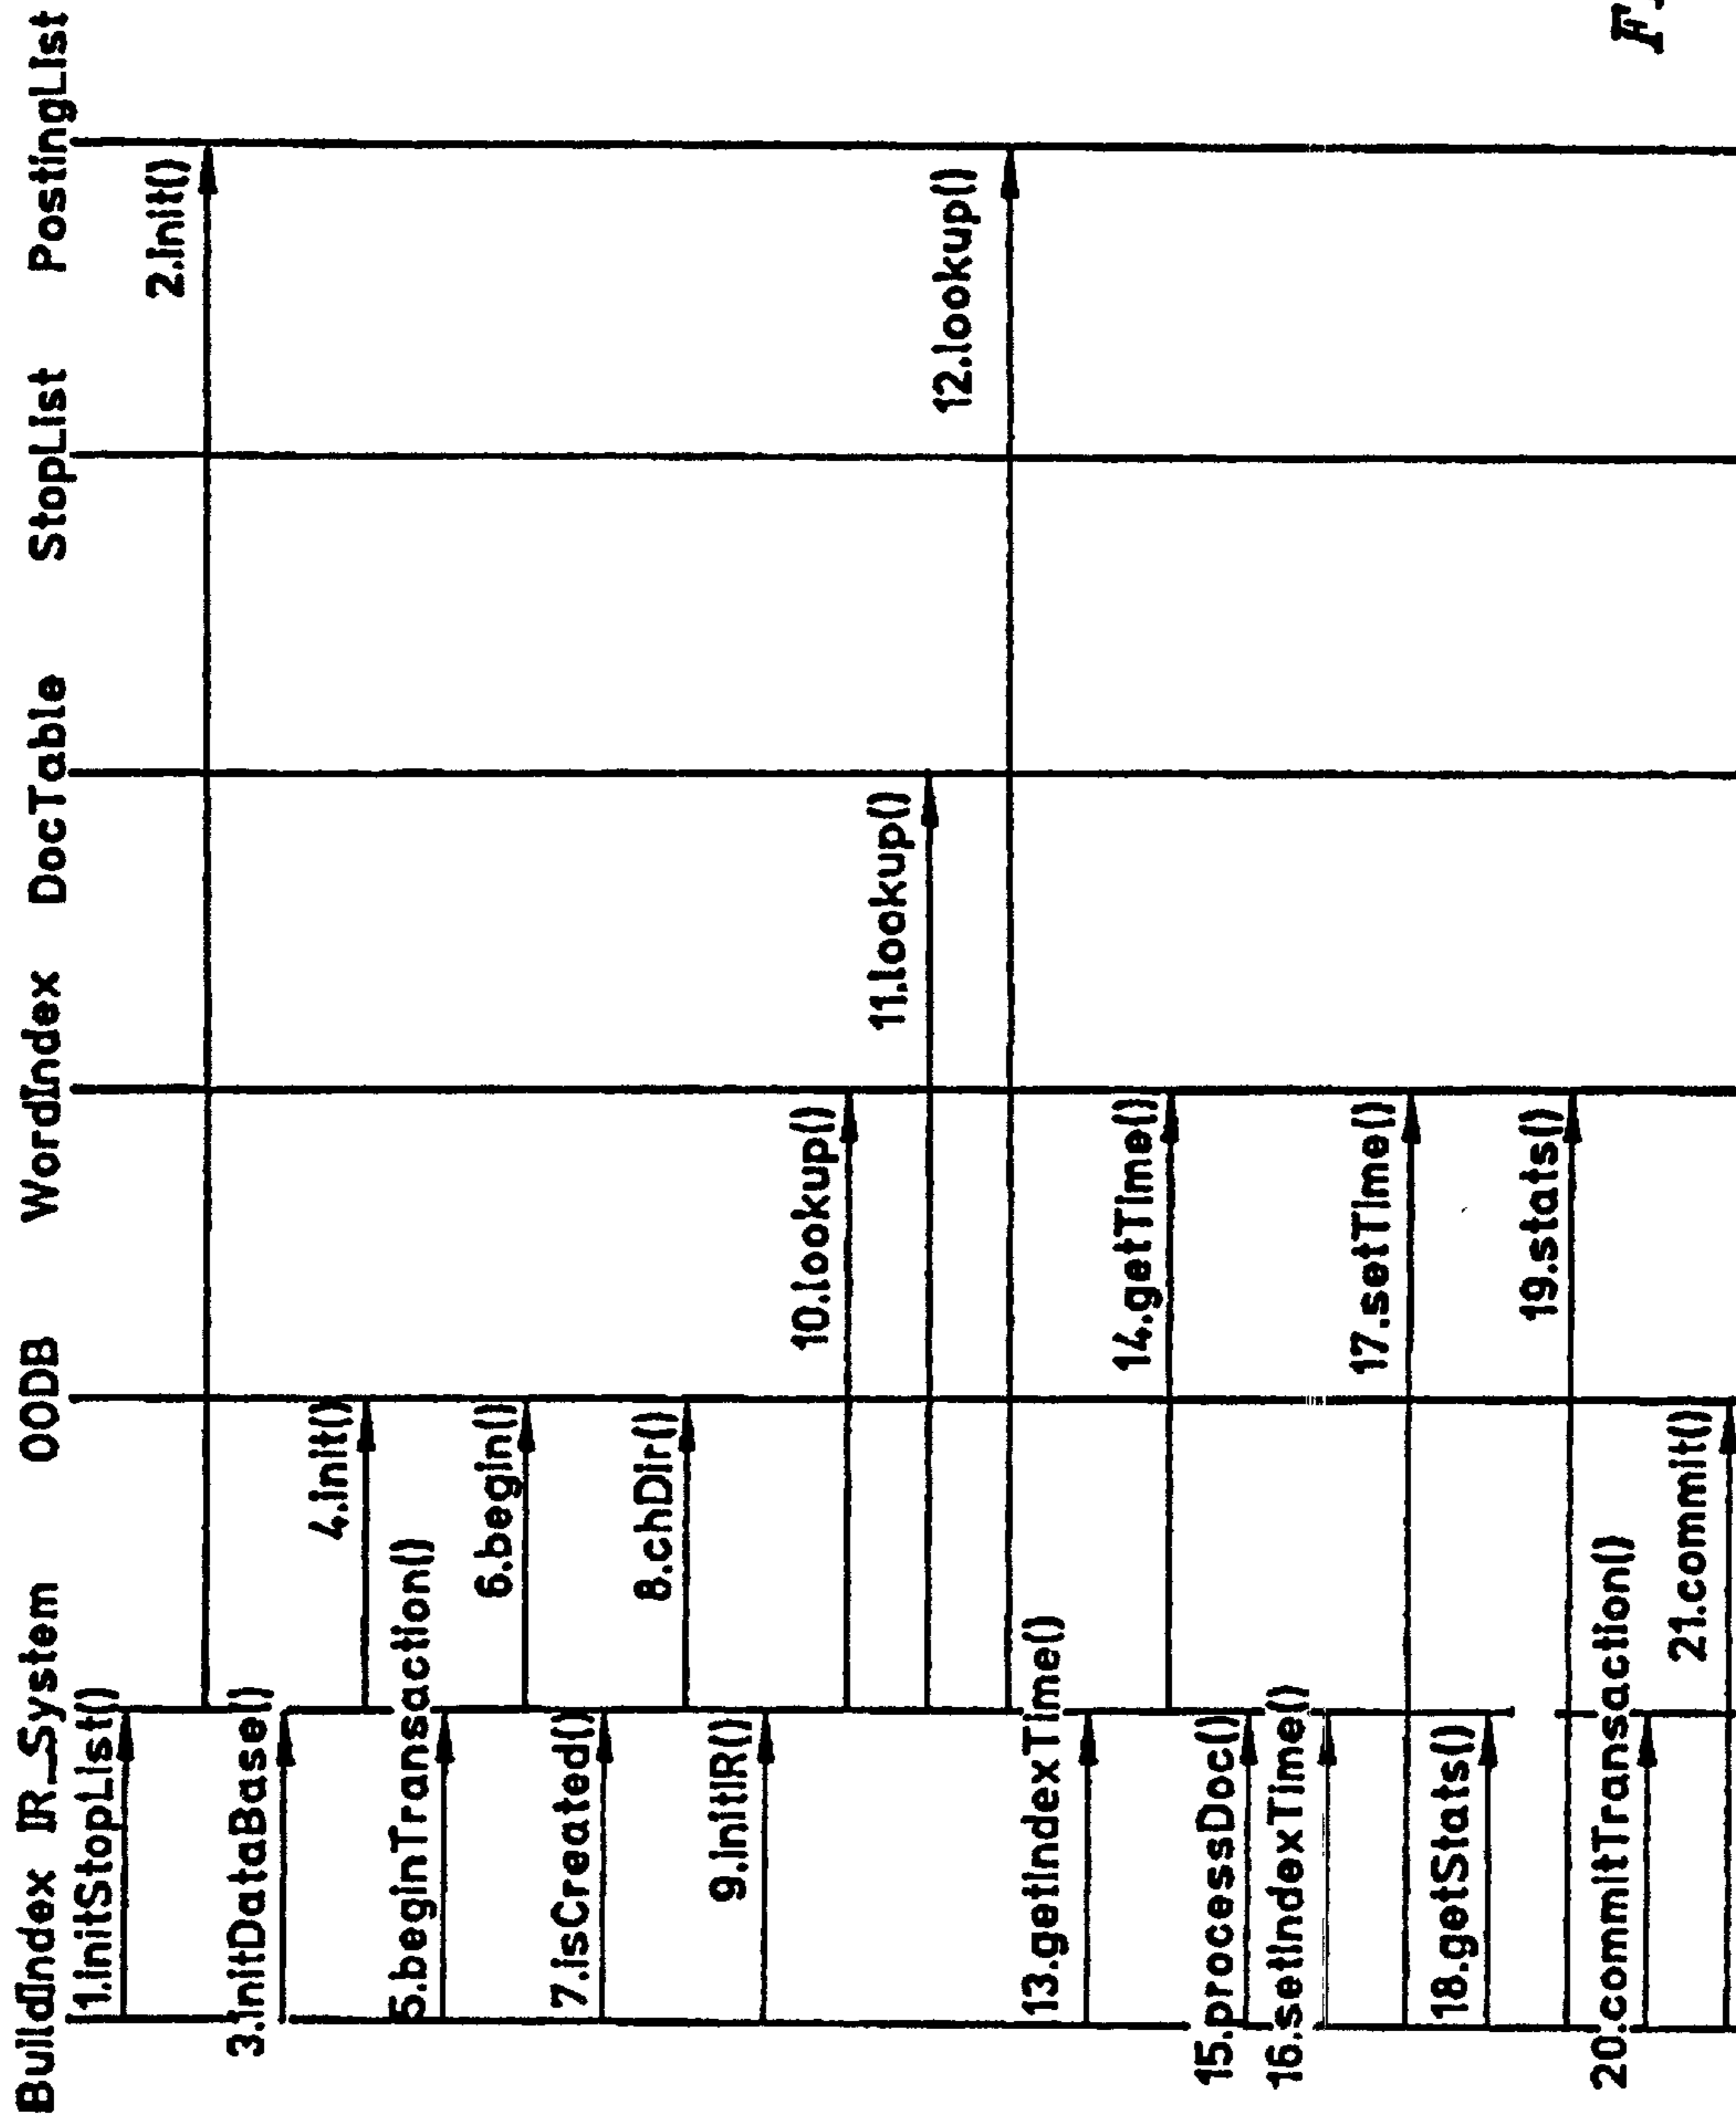 BuildIndex IR_System OODB WordIndex DocTable StopList PostingList
1.initStopList()
2.init()
3.initDataBase()
4.init()
5.beginTransaction()
6.begin()
7.isCreated()
8.chDir()
9.initIR()
10.lookup()
11.lookup()
12.lookup()
13.getIndexTime()
14.getTime()
15.processDoc()
16.setIndexTime()
17.setTime()
18.getStats()
19.stats()
20.commitTransaction()
21.commit()